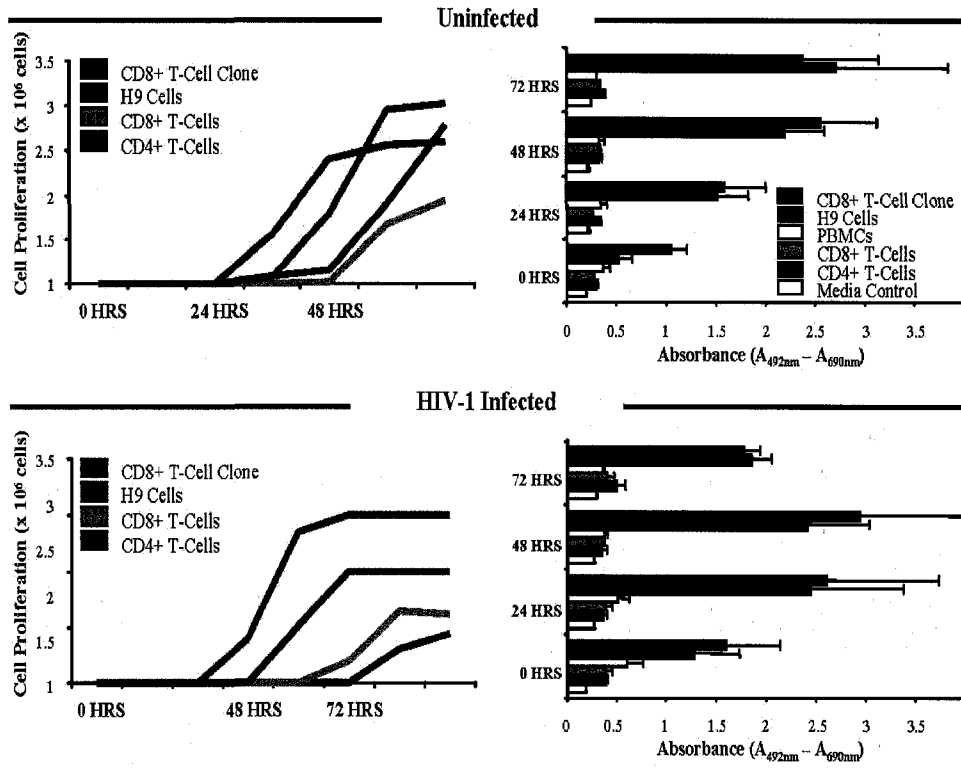 Uninfected
Cell Proliferation (x 10⁶ cells)
3.5
3
2.5
2
1.5
1
CD8+ T-Cell Clone
H9 Cells
CD8+ T-Cells
CD4+ T-Cells
0 HRS
24 HRS
48 HRS
72 HRS
48 HRS
24 HRS
0 HRS
CD8+ T-Cell Clone
H9 Cells
PBMCs
CD8+ T-Cells
CD4+ T-Cells
Media Control
0
0.5
1
1.5
2
2.5
3
3.5
4
Absorbance (A492nm – A690nm)
HIV-1 Infected
Cell Proliferation (x 10⁶ cells)
3.5
3
2.5
2
1.5
1
CD8+ T-Cell Clone
H9 Cells
CD8+ T-Cells
CD4+ T-Cells
0 HRS
48 HRS
72 HRS
72 HRS
48 HRS
24 HRS
0 HRS
0
0.5
1
1.5
2
2.5
3
3.5
4
Absorbance (A492nm – A690nm)